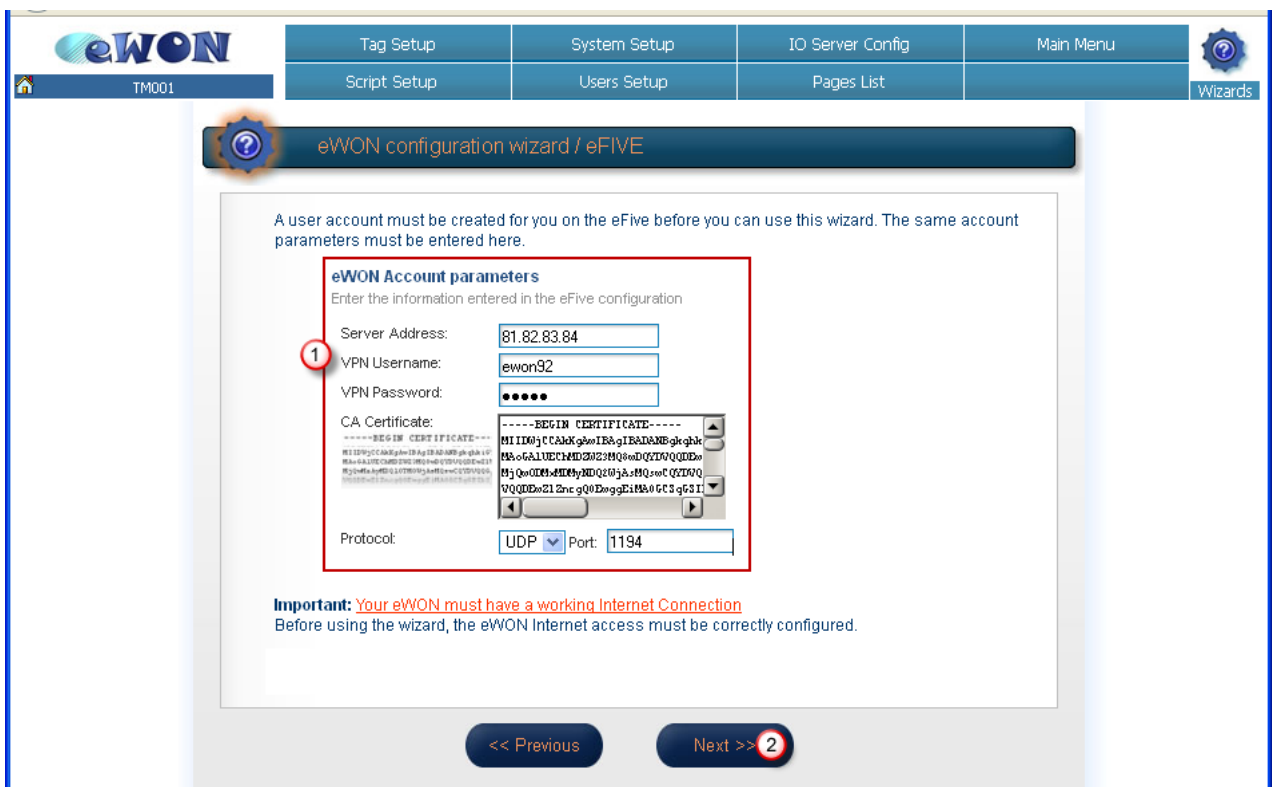 eWON
Tag Setup
System Setup
IO Server Config
Main Menu
TM001
Script Setup
Users Setup
Pages List
Wizards
eWON configuration wizard / eFIVE
A user account must be created for you on the eFive before you can use this wizard. The same account
parameters must be entered here.
eWON Account parameters
Enter the information entered in the eFive configuration
Server Address:
81.82.83.84
1
VPN Username:
ewon92
VPN Password:
●●●●●
CA Certificate:
-----BEGIN CERTIFICATE---
-----BEGIN CERTIFICATE-----
Protocol:
UDP
Port:
1194
Important: Your eWON must have a working Internet Connection
Before using the wizard, the eWON Internet access must be correctly configured.
<< Previous
Next >>
2